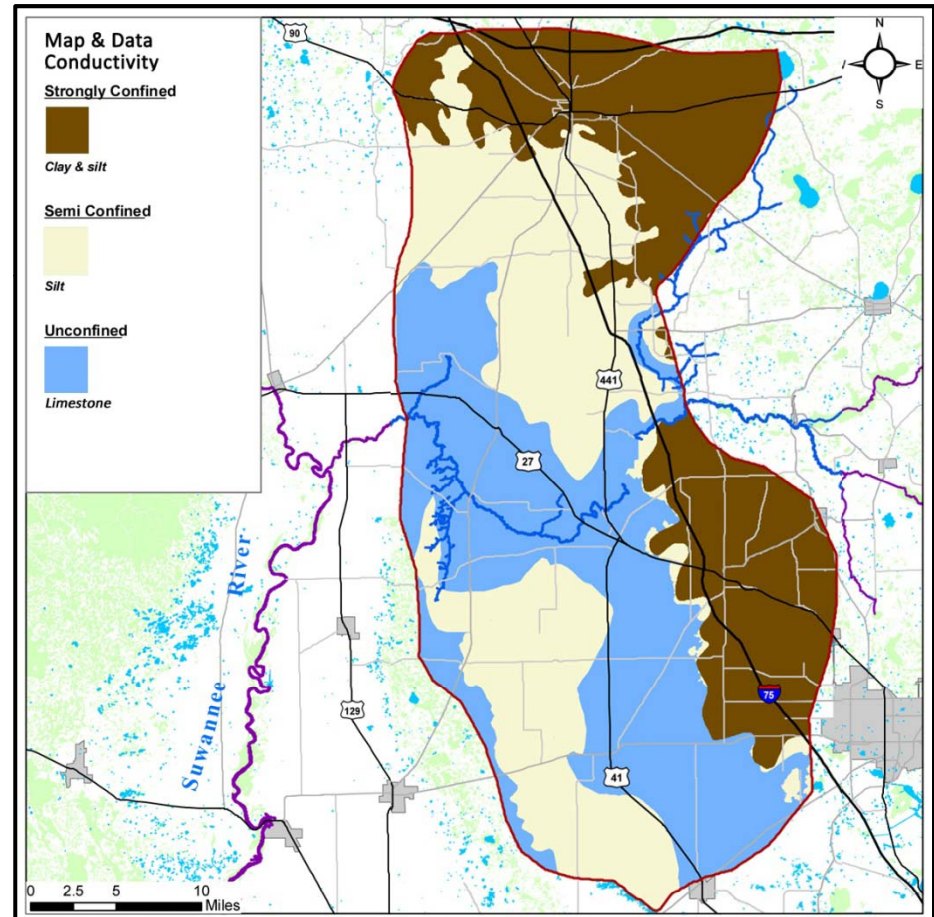 Map & Data
Conductivity
Strongly Confined
Clay & silt
Semi Confined
Silt
Unconfined
Limestone
90
N
E
S
441
27
Suwannee River
129
75
41
0 2.5 5 10
Miles